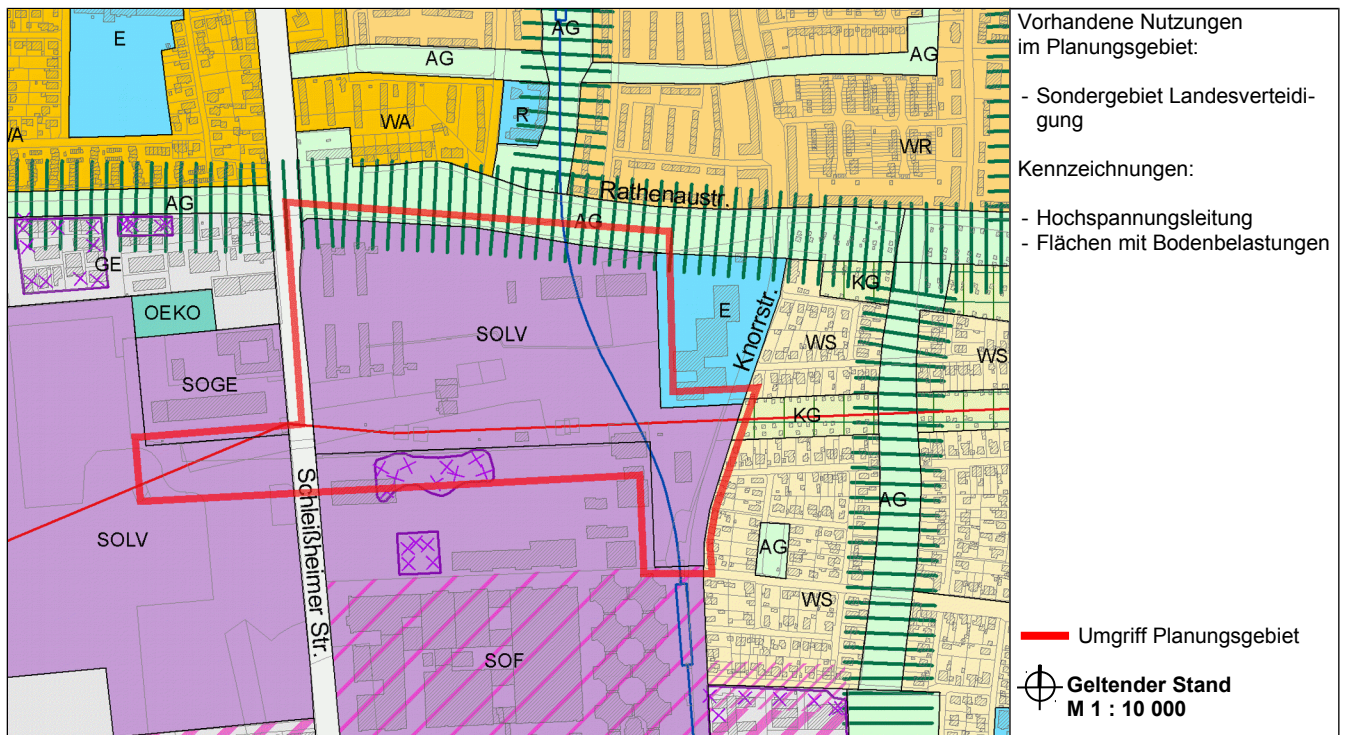 E
AG
AG
AG
WA
R
WA
WR
Rathenaustr.
AG
AG
GE
KG
OEKO
E
Knorrstr.
WS
WS
SOLV
SOGE
KG
Schleißheimer Str.
SOLV
AG
AG
WS
SOF
Vorhandene Nutzungen
im Planungsgebiet:
- Sondergebiet Landesverteidi-
gung
Kennzeichnungen:
- Hochspannungsleitung
- Flächen mit Bodenbelastungen
Umgriff Planungsgebiet
Geltender Stand
M 1 : 10 000